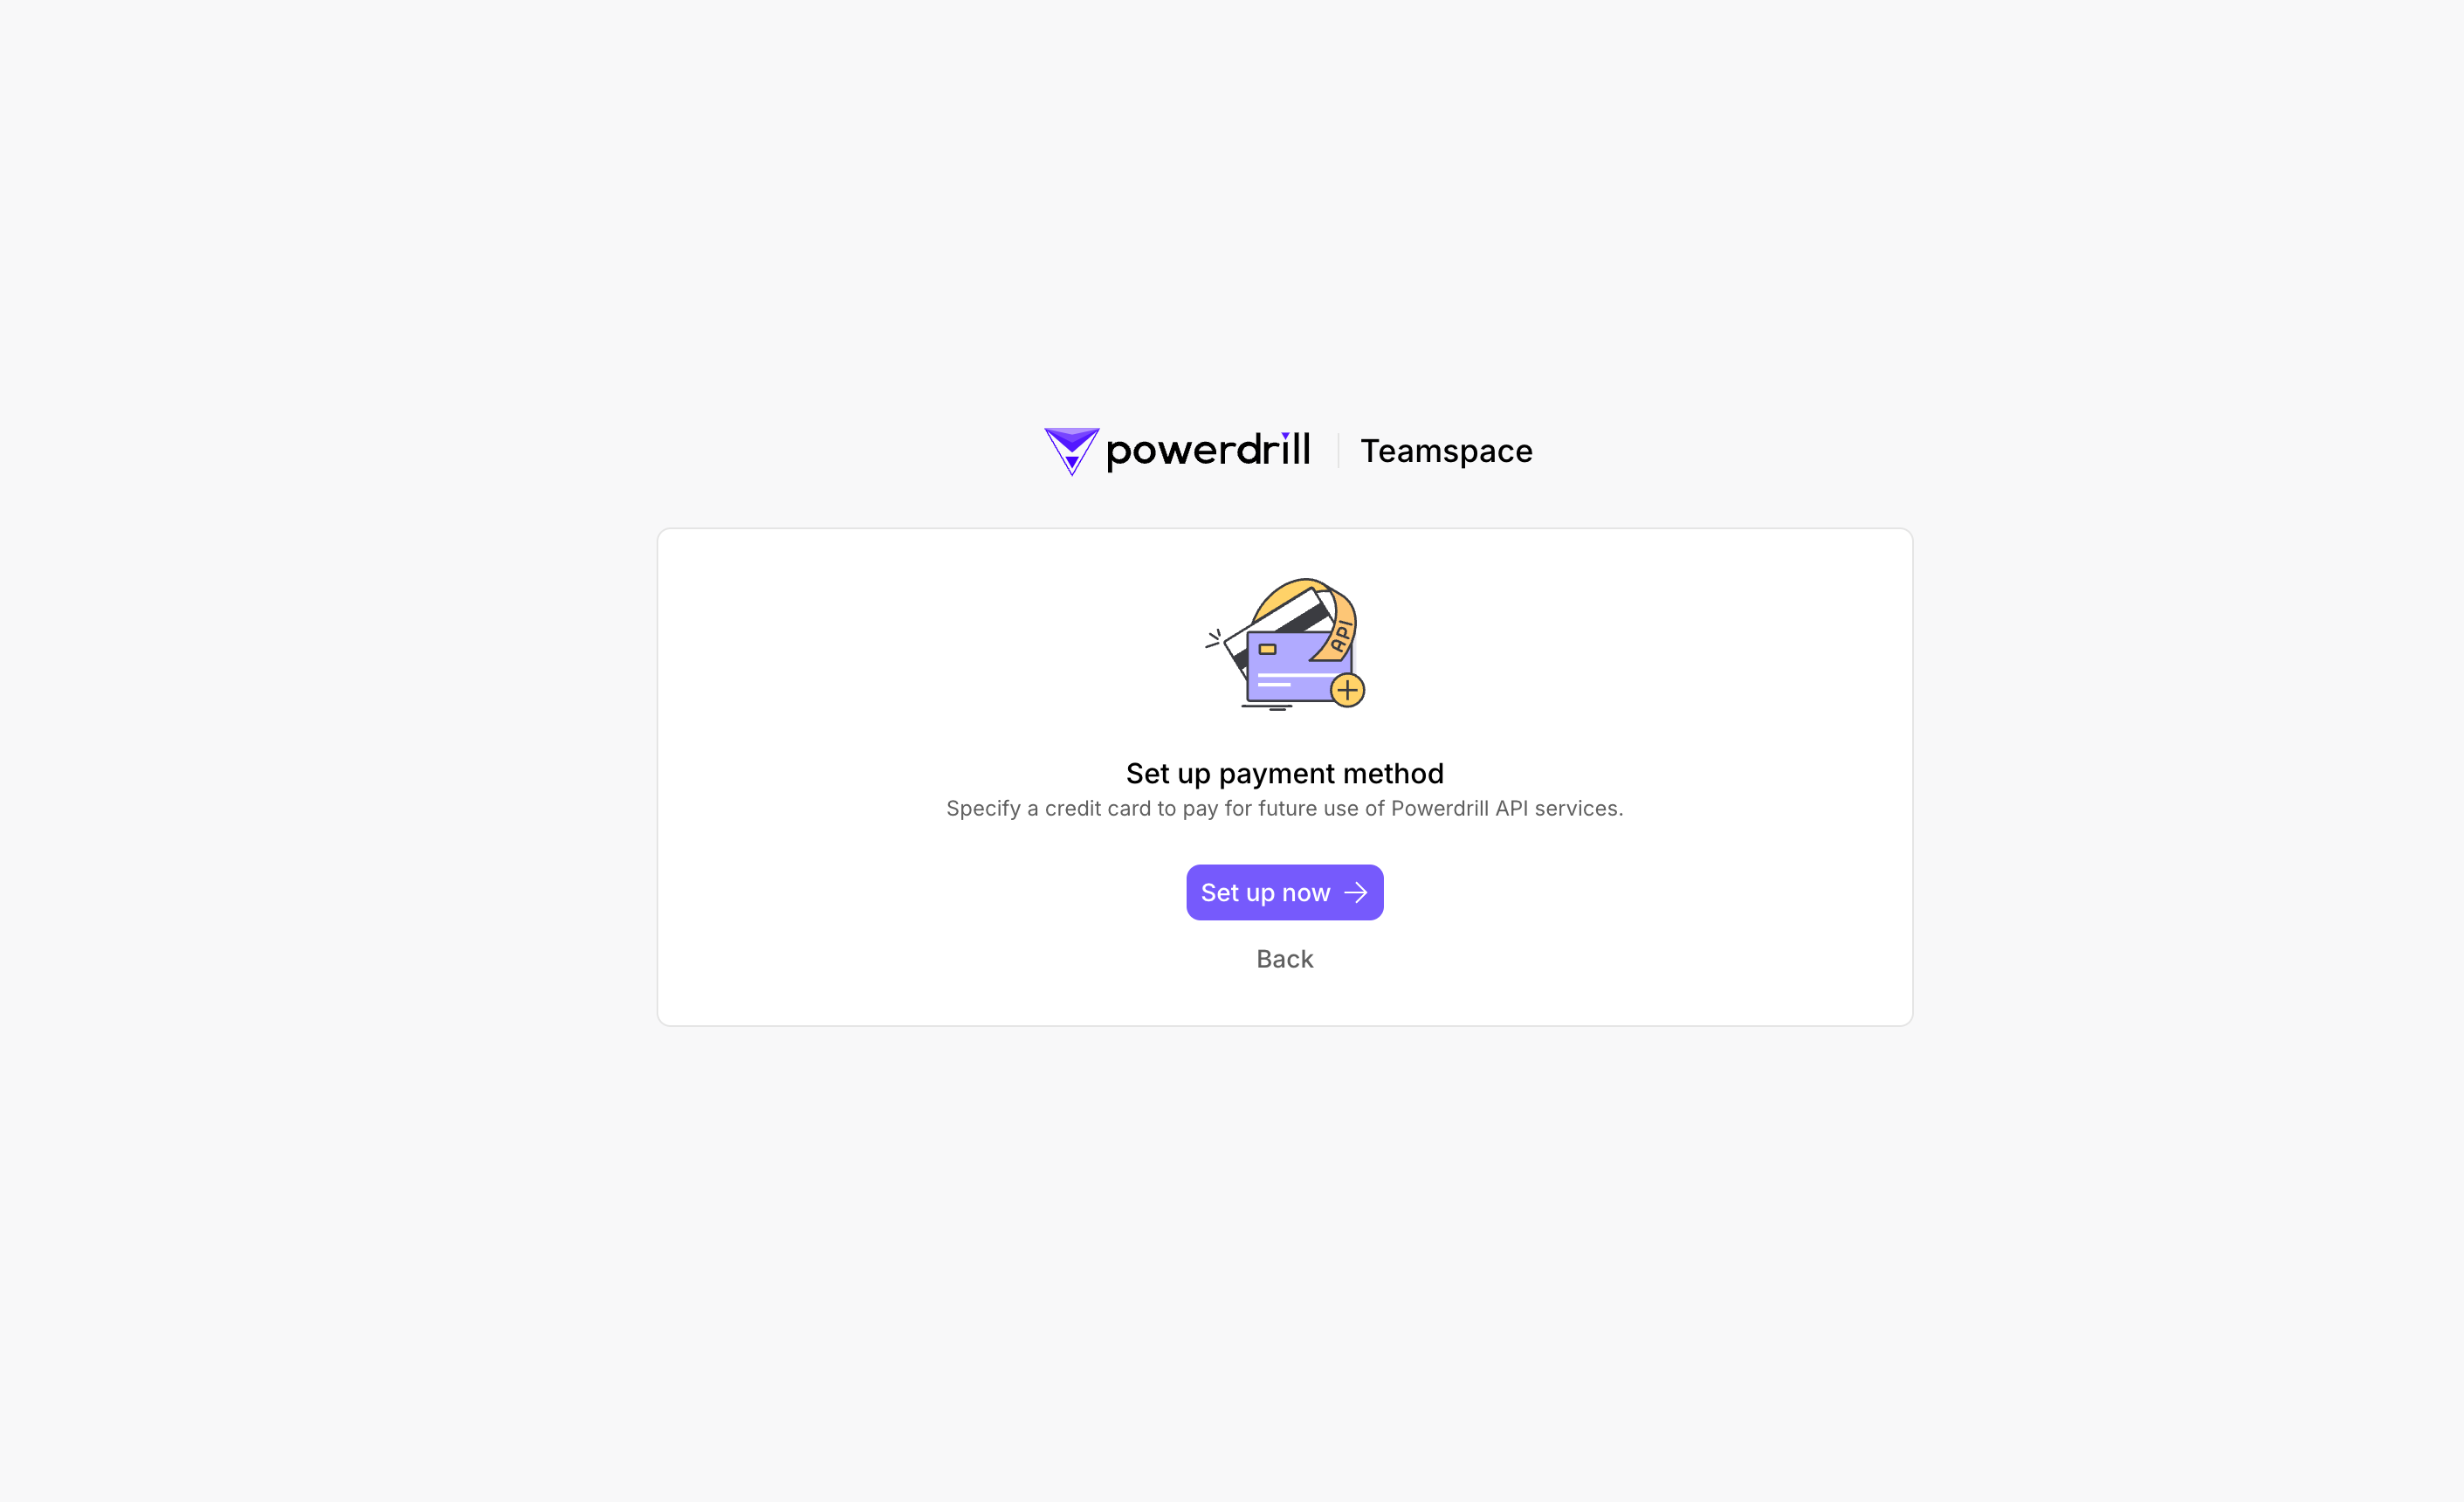 powerdrill Teamspace
API
Set up payment method
Specify a credit card to pay for future use of Powerdrill API services.
Set up now
Back